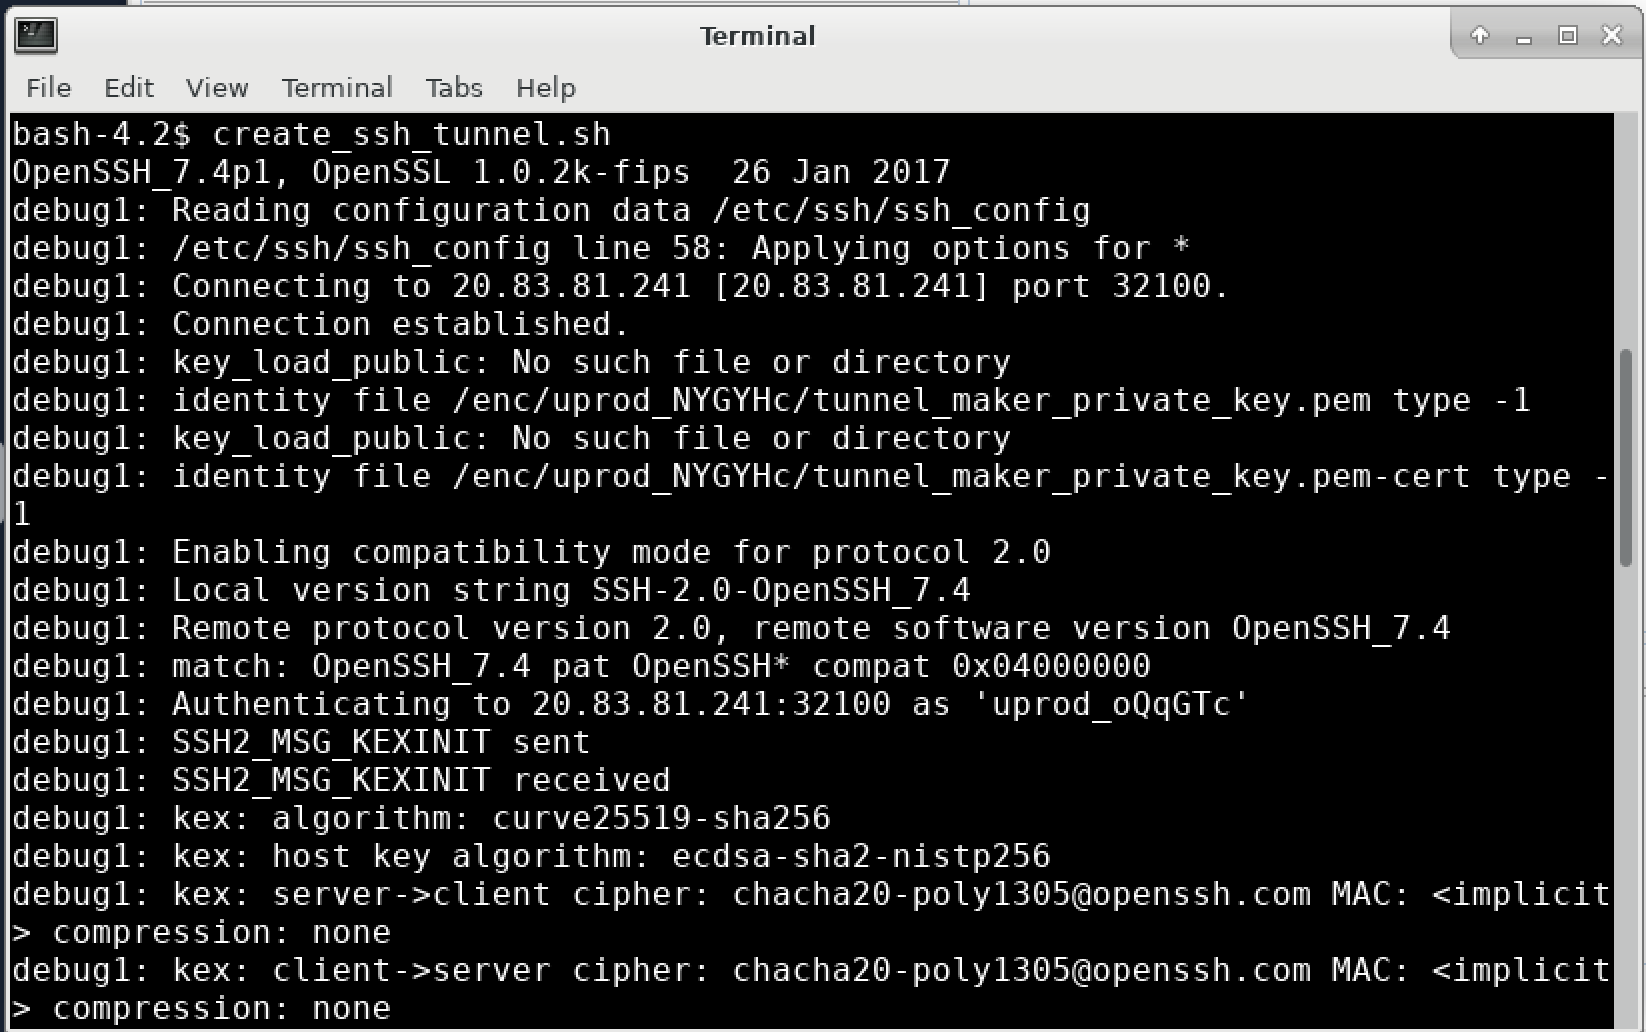 Terminal
File Edit View Terminal Tabs Help
bash-4.2$ create_ssh_tunnel.sh
OpenSSH_7.4p1, OpenSSL 1.0.2k-fips  26 Jan 2017
debug1: Reading configuration data /etc/ssh/ssh_config
debug1: /etc/ssh/ssh_config line 58: Applying options for *
debug1: Connecting to 20.83.81.241 [20.83.81.241] port 32100.
debug1: Connection established.
debug1: key_load_public: No such file or directory
debug1: identity file /enc/uprod_NYGYHc/tunnel_maker_private_key.pem type -1
debug1: key_load_public: No such file or directory
debug1: identity file /enc/uprod_NYGYHc/tunnel_maker_private_key.pem-cert type -
1
debug1: Enabling compatibility mode for protocol 2.0
debug1: Local version string SSH-2.0-OpenSSH_7.4
debug1: Remote protocol version 2.0, remote software version OpenSSH_7.4
debug1: match: OpenSSH_7.4 pat OpenSSH* compat 0x04000000
debug1: Authenticating to 20.83.81.241:32100 as 'uprod_oQqGTc'
debug1: SSH2_MSG_KEXINIT sent
debug1: SSH2_MSG_KEXINIT received
debug1: kex: algorithm: curve25519-sha256
debug1: kex: host key algorithm: ecdsa-sha2-nistp256
debug1: kex: server->client cipher: chacha20-poly1305@openssh.com MAC: <implicit
> compression: none
debug1: kex: client->server cipher: chacha20-poly1305@openssh.com MAC: <implicit
> compression: none